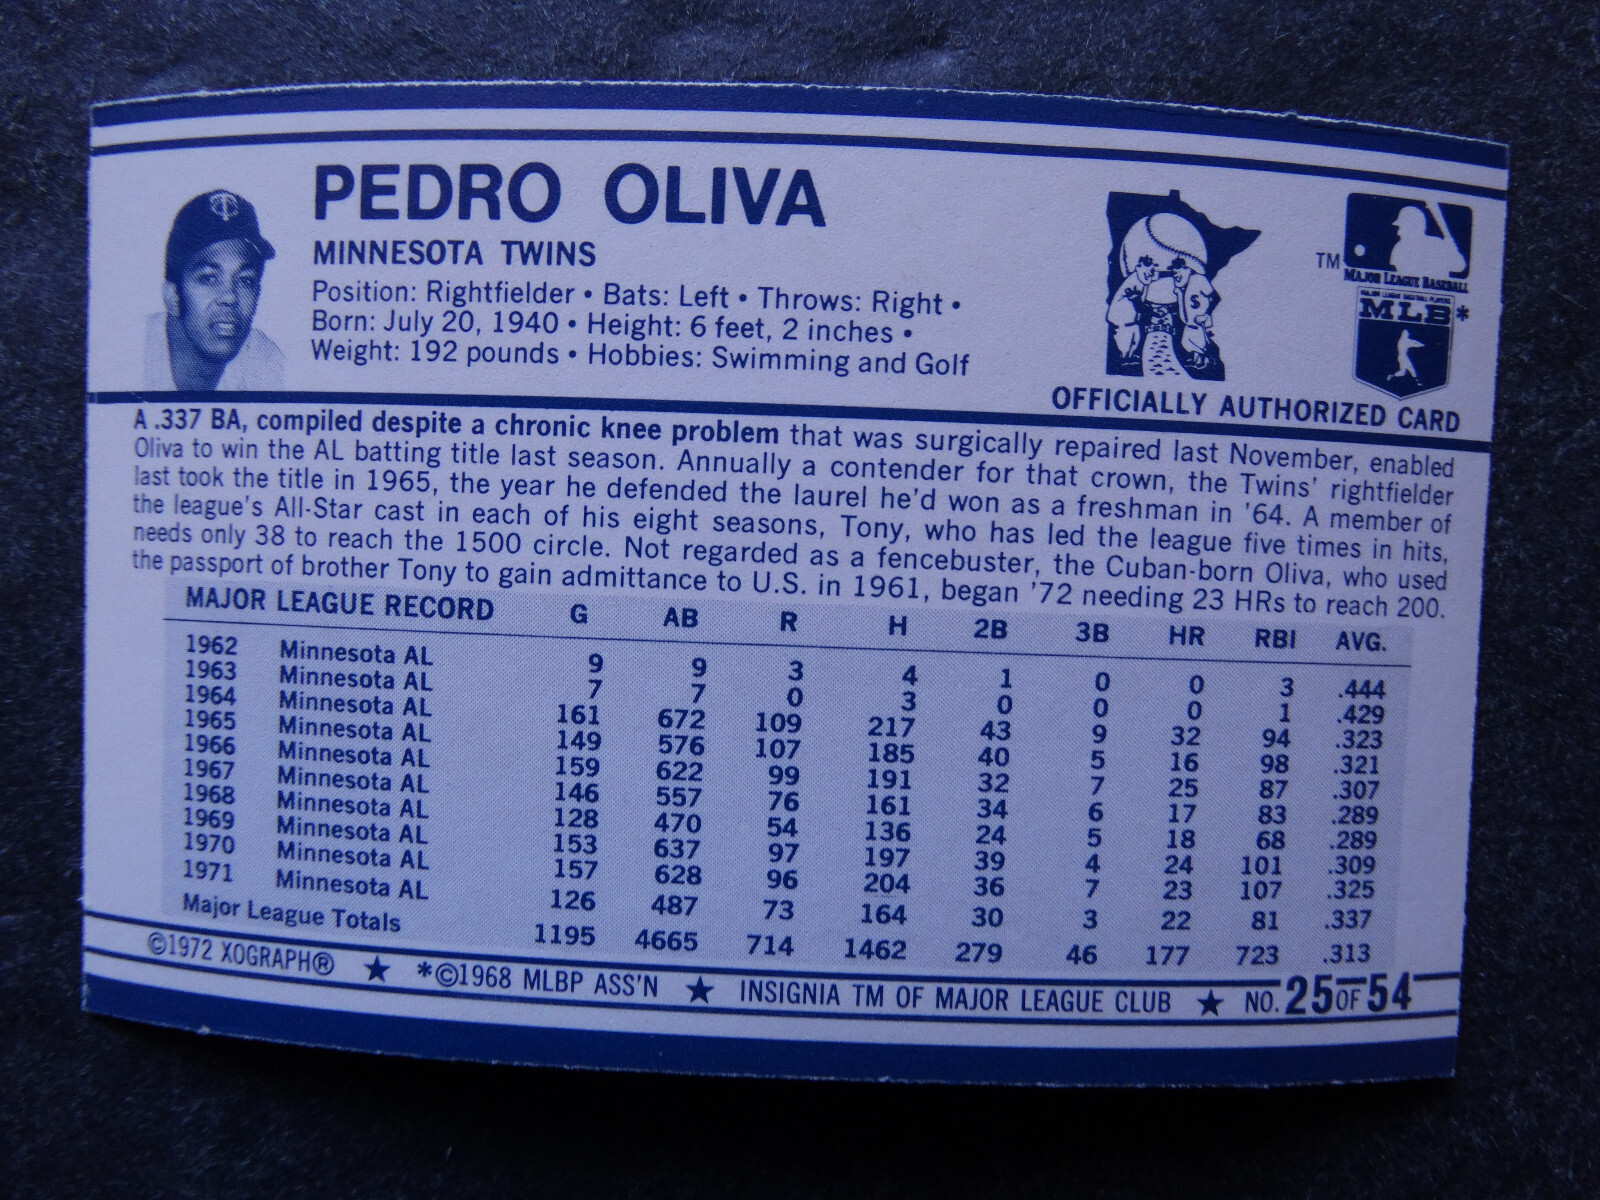 PEDRO OLIVA
MINNESOTA TWINS
Position: Rightfielder • Bats: Left • Throws: Right •
Born: July 20, 1940 • Height: 6 feet, 2 inches •
Weight: 192 pounds • Hobbies: Swimming and Golf
TM
MAJOR LEAGUE BASEBALL
MAJOR LEAGUE BASEBALL PLAYERS
MLB*
OFFICIALLY AUTHORIZED CARD
A .337 BA, compiled despite a chronic knee problem that was surgically repaired last November, enabled
Oliva to win the AL batting title last season. Annually a contender for that crown, the Twins' rightfielder
last took the title in 1965, the year he defended the laurel he'd won as a freshman in '64. A member of
the league's All-Star cast in each of his eight seasons, Tony, who has led the league five times in hits,
needs only 38 to reach the 1500 circle. Not regarded as a fencebuster, the Cuban-born Oliva, who used
the passport of brother Tony to gain admittance to U.S. in 1961, began '72 needing 23 HRs to reach 200.
MAJOR LEAGUE RECORD G AB R H 2B 3B HR RBI AVG.
1962 Minnesota AL 9 9 3 4 1 0 0 3 .444
1963 Minnesota AL 7 7 0 3 0 0 0 1 .429
1964 Minnesota AL 161 672 109 217 43 9 32 94 .323
1965 Minnesota AL 149 576 107 185 40 5 16 98 .321
1966 Minnesota AL 159 622 99 191 32 7 25 87 .307
1967 Minnesota AL 146 557 76 161 34 6 17 83 .289
1968 Minnesota AL 128 470 54 136 24 5 18 68 .289
1969 Minnesota AL 153 637 97 197 39 4 24 101 .309
1970 Minnesota AL 157 628 96 204 36 7 23 107 .325
1971 Minnesota AL 126 487 73 164 30 3 22 81 .337
Major League Totals 1195 4665 714 1462 279 46 177 723 .313
©1972 XOGRAPH® ★ *©1968 MLBP ASS'N ★ INSIGNIA TM OF MAJOR LEAGUE CLUB ★ NO. 25 OF 54